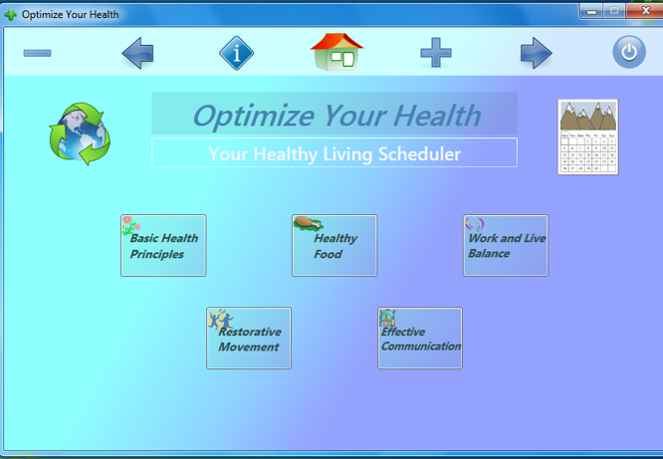 Optimize Your Health
Optimize Your Health
Your Healthy Living Scheduler
Basic Health
Principles
Healthy
Food
Work and Live
Balance
Restorative
Movement
Effective
Communication